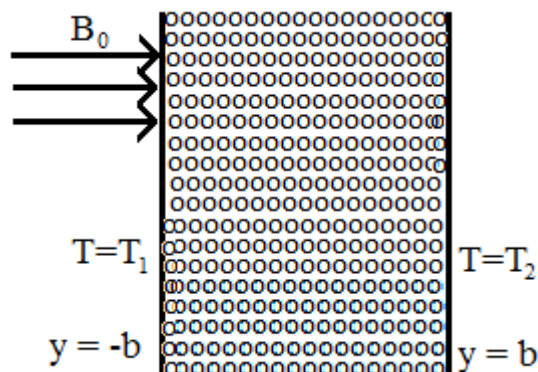 B₀
T=T₁
T=T₂
y = -b
y = b